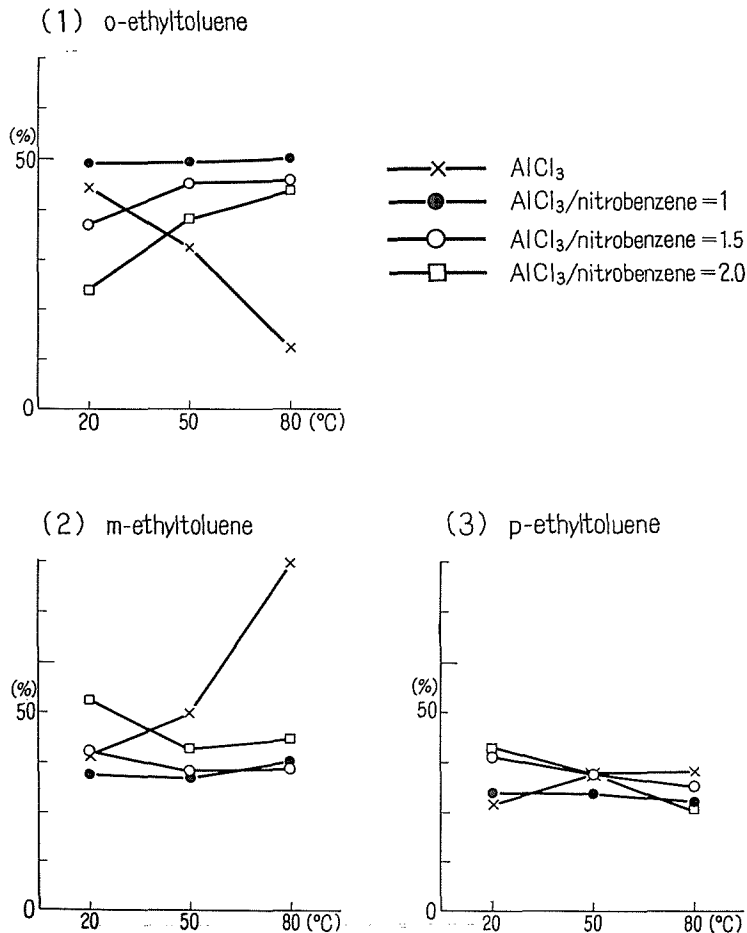 (1) o-ethyltoluene
(%)
50
0
20 50 80 (°C)
AlCl₃
AlCl₃/nitrobenzene=1
AlCl₃/nitrobenzene=1.5
AlCl₃/nitrobenzene=2.0
(2) m-ethyltoluene
(%)
50
0
20 50 80 (°C)
(3) p-ethyltoluene
(%)
50
0
20 50 80 (°C)